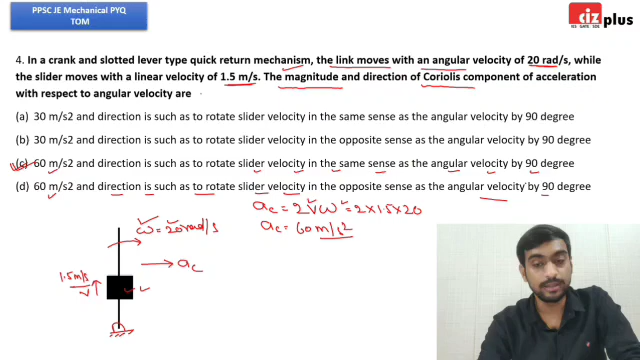 PPSC JE Mechanical PYQ
TOM
ciz plus
ICS GATE SSB
4. In a crank and slotted lever type quick return mechanism, the link moves with an angular velocity of 20 rad/s, while
the slider moves with a linear velocity of 1.5 m/s. The magnitude and direction of Coriolis component of acceleration
with respect to angular velocity are
(a) 30 m/s2 and direction is such as to rotate slider velocity in the same sense as the angular velocity by 90 degree
(b) 30 m/s2 and direction is such as to rotate slider velocity in the opposite sense as the angular velocity by 90 degree
(c) 60 m/s2 and direction is such as to rotate slider velocity in the same sense as the angular velocity by 90 degree
(d) 60 m/s2 and direction is such as to rotate slider velocity in the opposite sense as the angular velocity by 90 degree
ac = 2Vω = 2×1.5×20
ac = 60 m/s²
ω = 20 rad/s
ac
1.5m/s
V